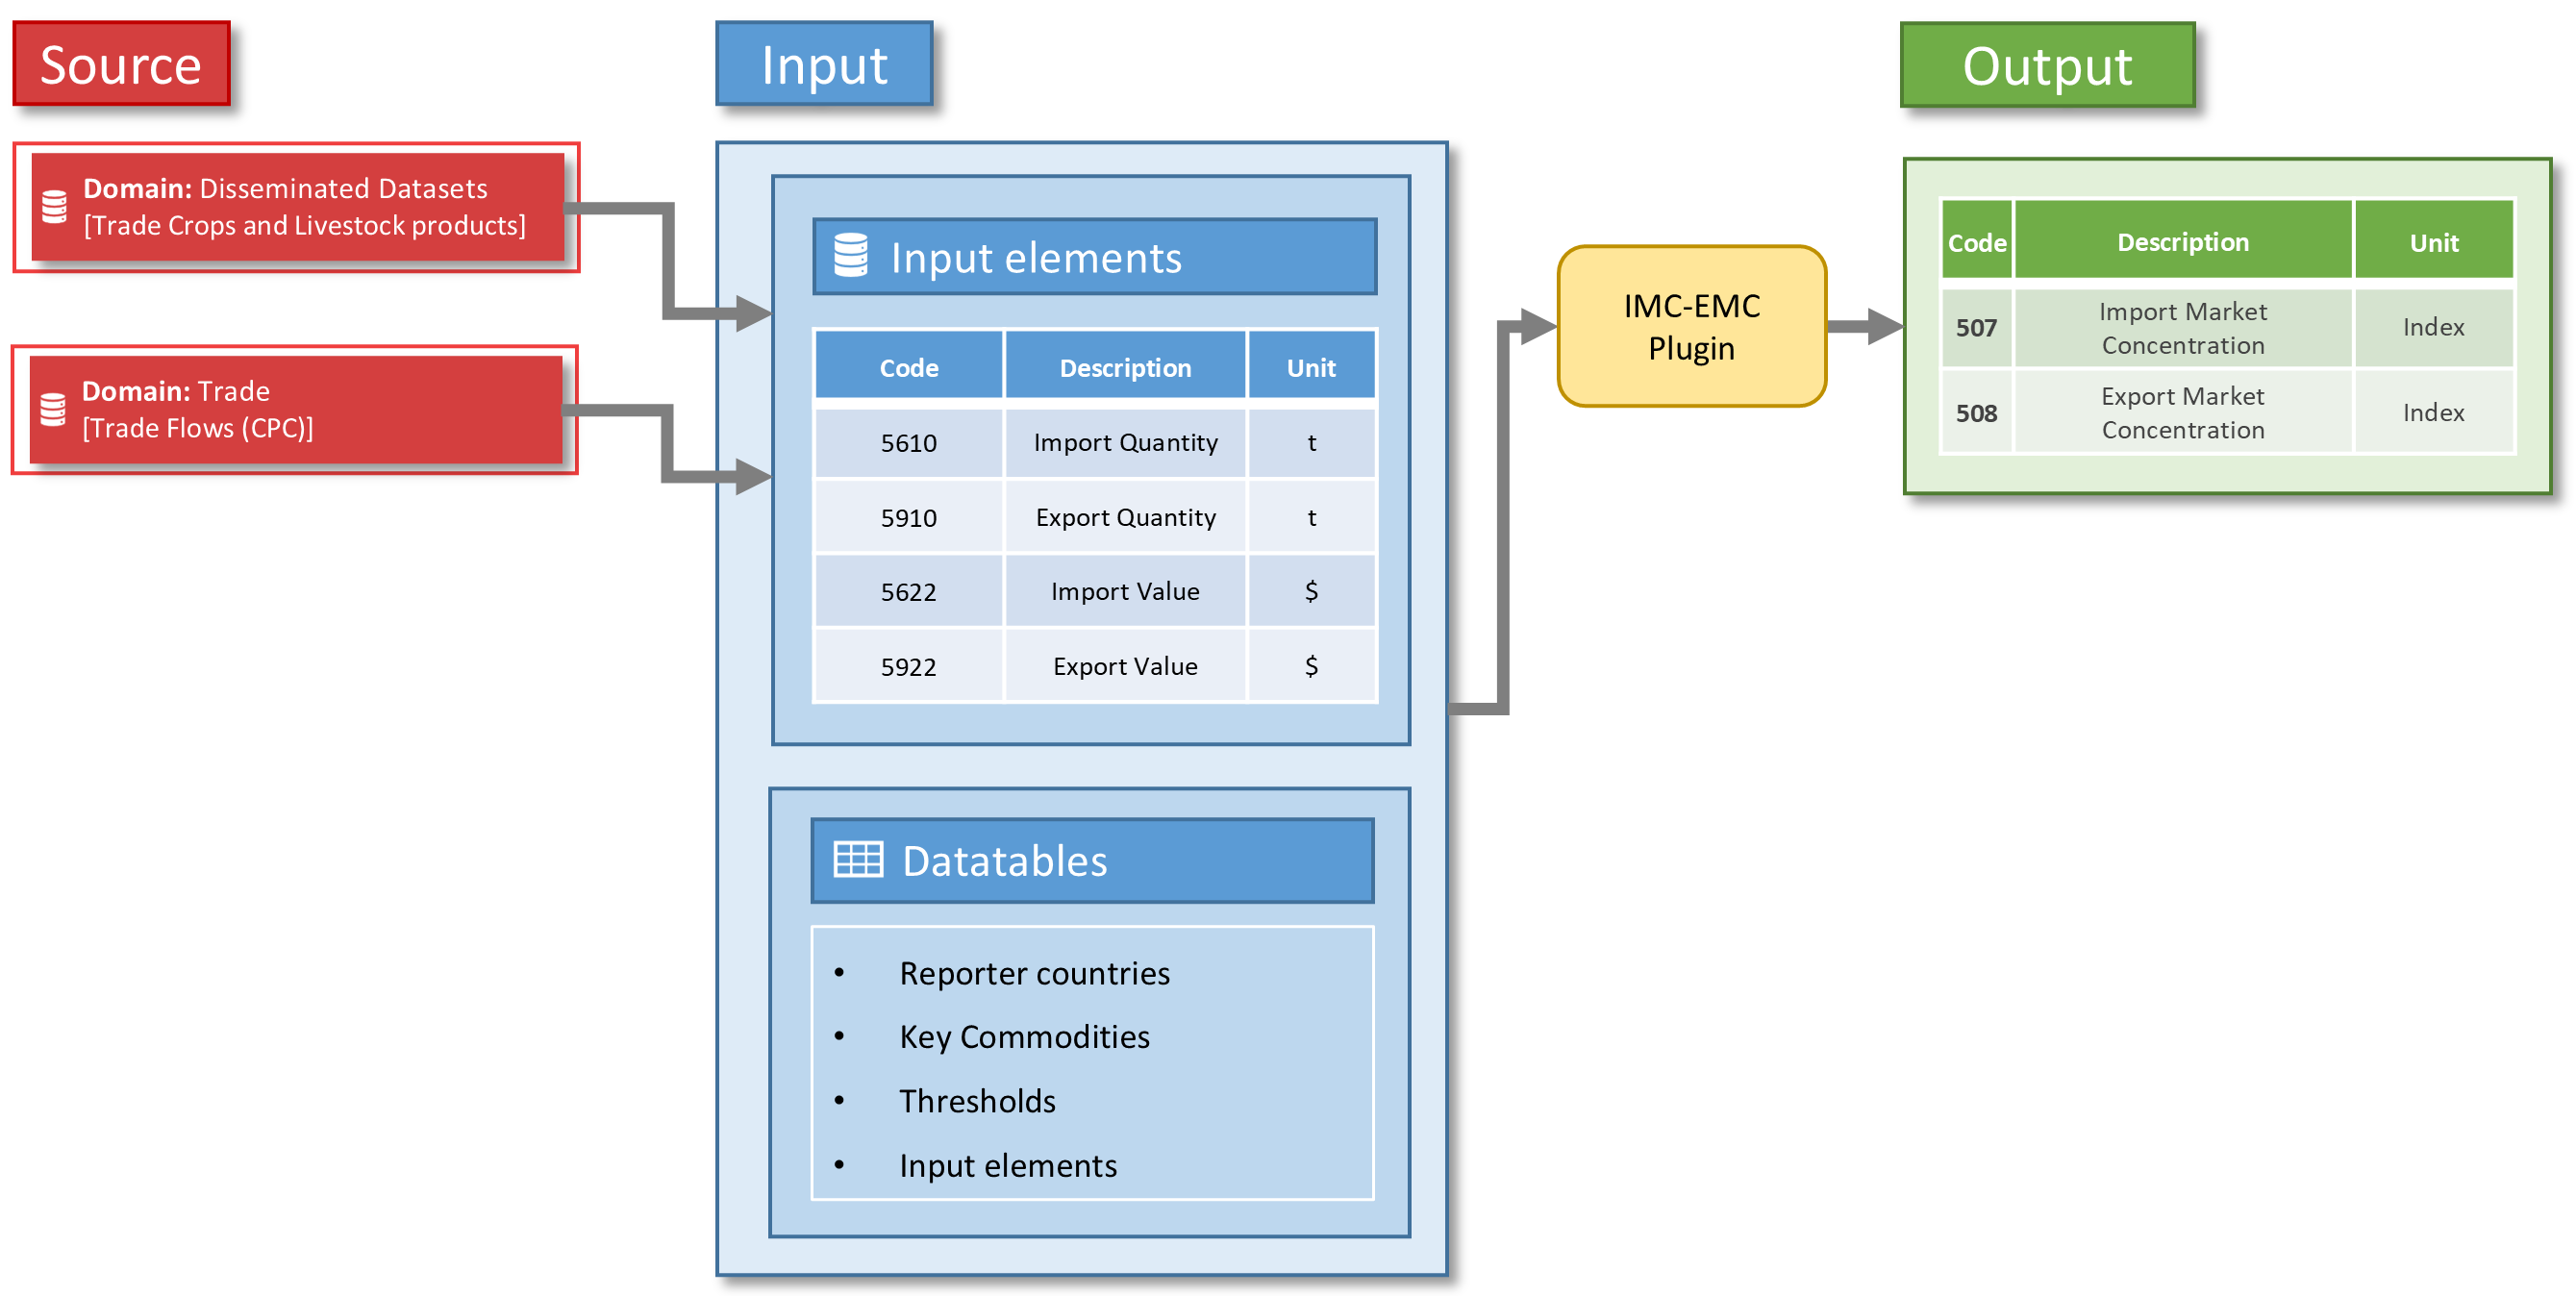 Source
Input
Output
Domain: Disseminated Datasets
[Trade Crops and Livestock products]
Domain: Trade
[Trade Flows (CPC)]
Input elements
Code Description Unit
5610 Import Quantity t
5910 Export Quantity t
5622 Import Value $
5922 Export Value $
Datatables
• Reporter countries
• Key Commodities
• Thresholds
• Input elements
IMC-EMC
Plugin
Code Description Unit
507 Import Market
Concentration Index
508 Export Market
Concentration Index